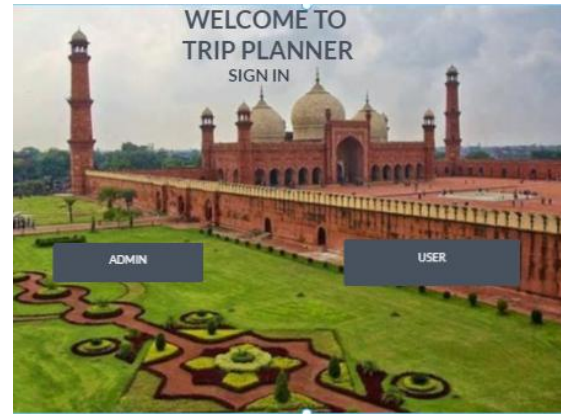 WELCOME TO
TRIP PLANNER
SIGN IN
ADMIN
USER